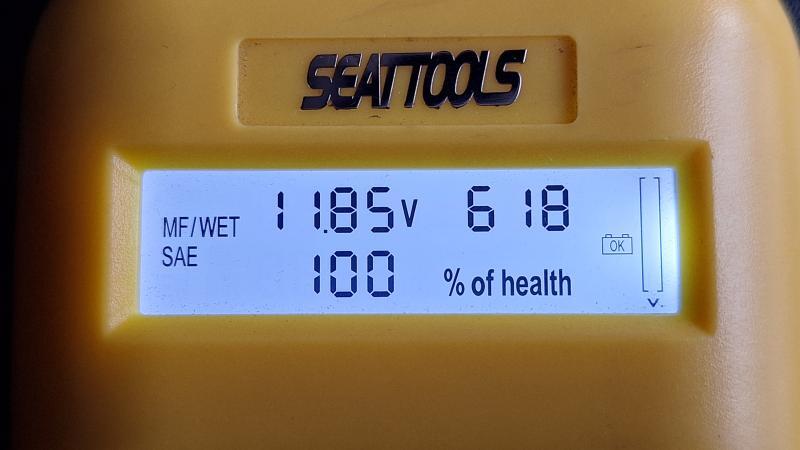 SEATTOOLS
MF/WET 11.85V 618
SAE 100 % of health
OK
V